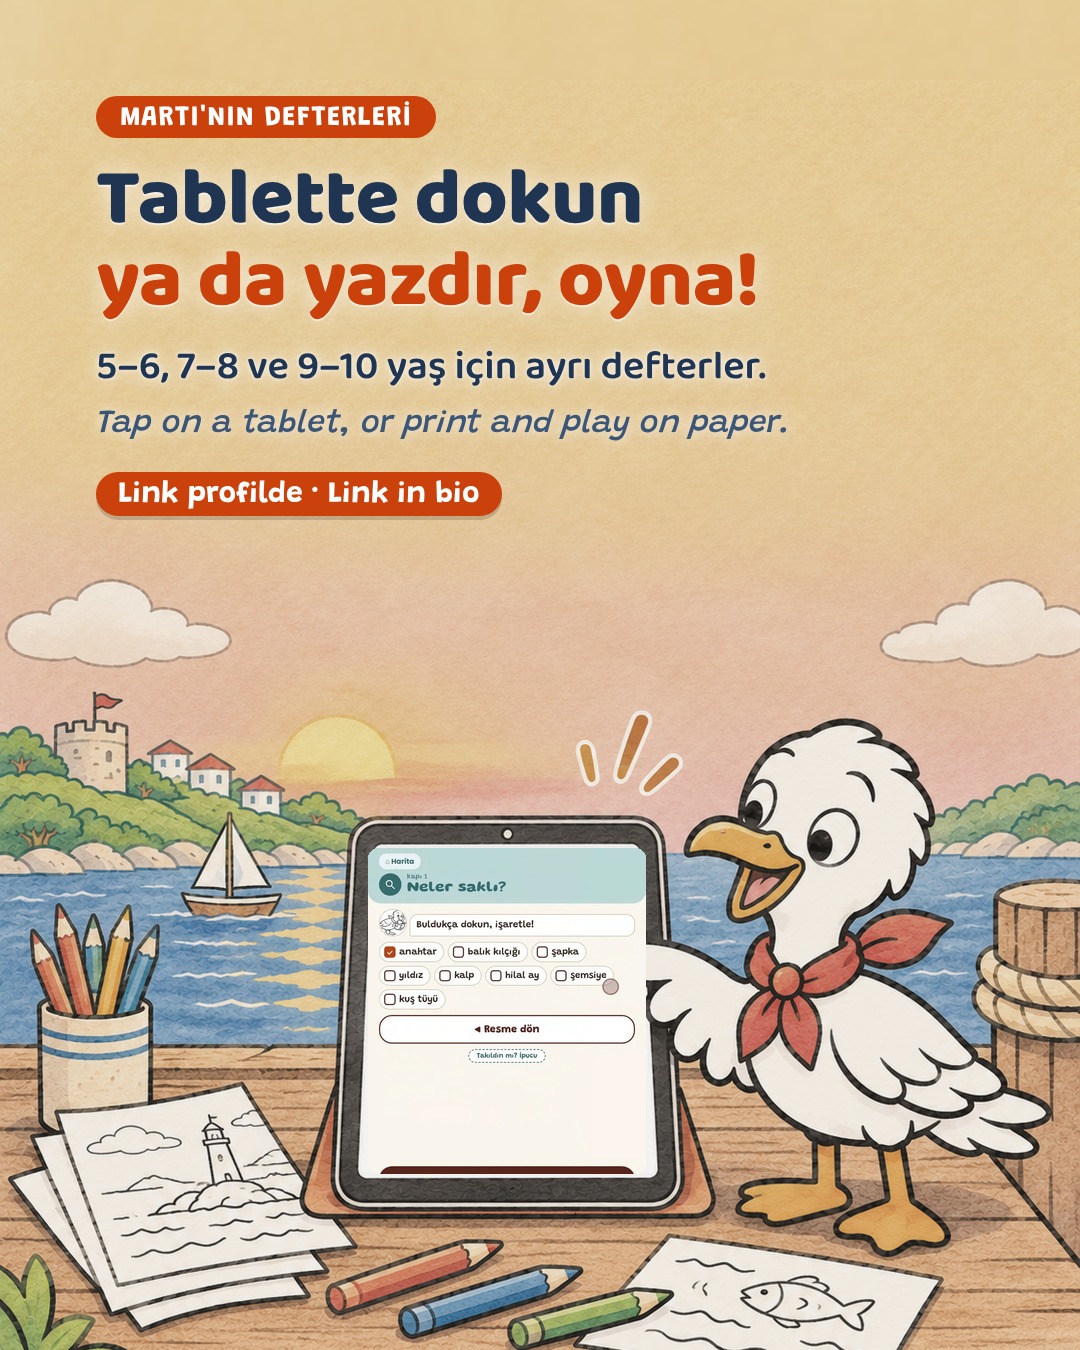 MARTI'NIN DEFTERLERİ
Tablette dokun
ya da yazdır, oyna!
5–6, 7–8 ve 9–10 yaş için ayrı defterler.
Tap on a tablet, or print and play on paper.
Link profilde · Link in bio
⌂ Harita
Kapı 1
Neler saklı?
Buldukça dokun, işaretle!
anahtar balık kılçığı şapka
yıldız kalp hilal ay şemsiye
kuş tüyü
◄ Resme dön
Takıldın mı? İpucu